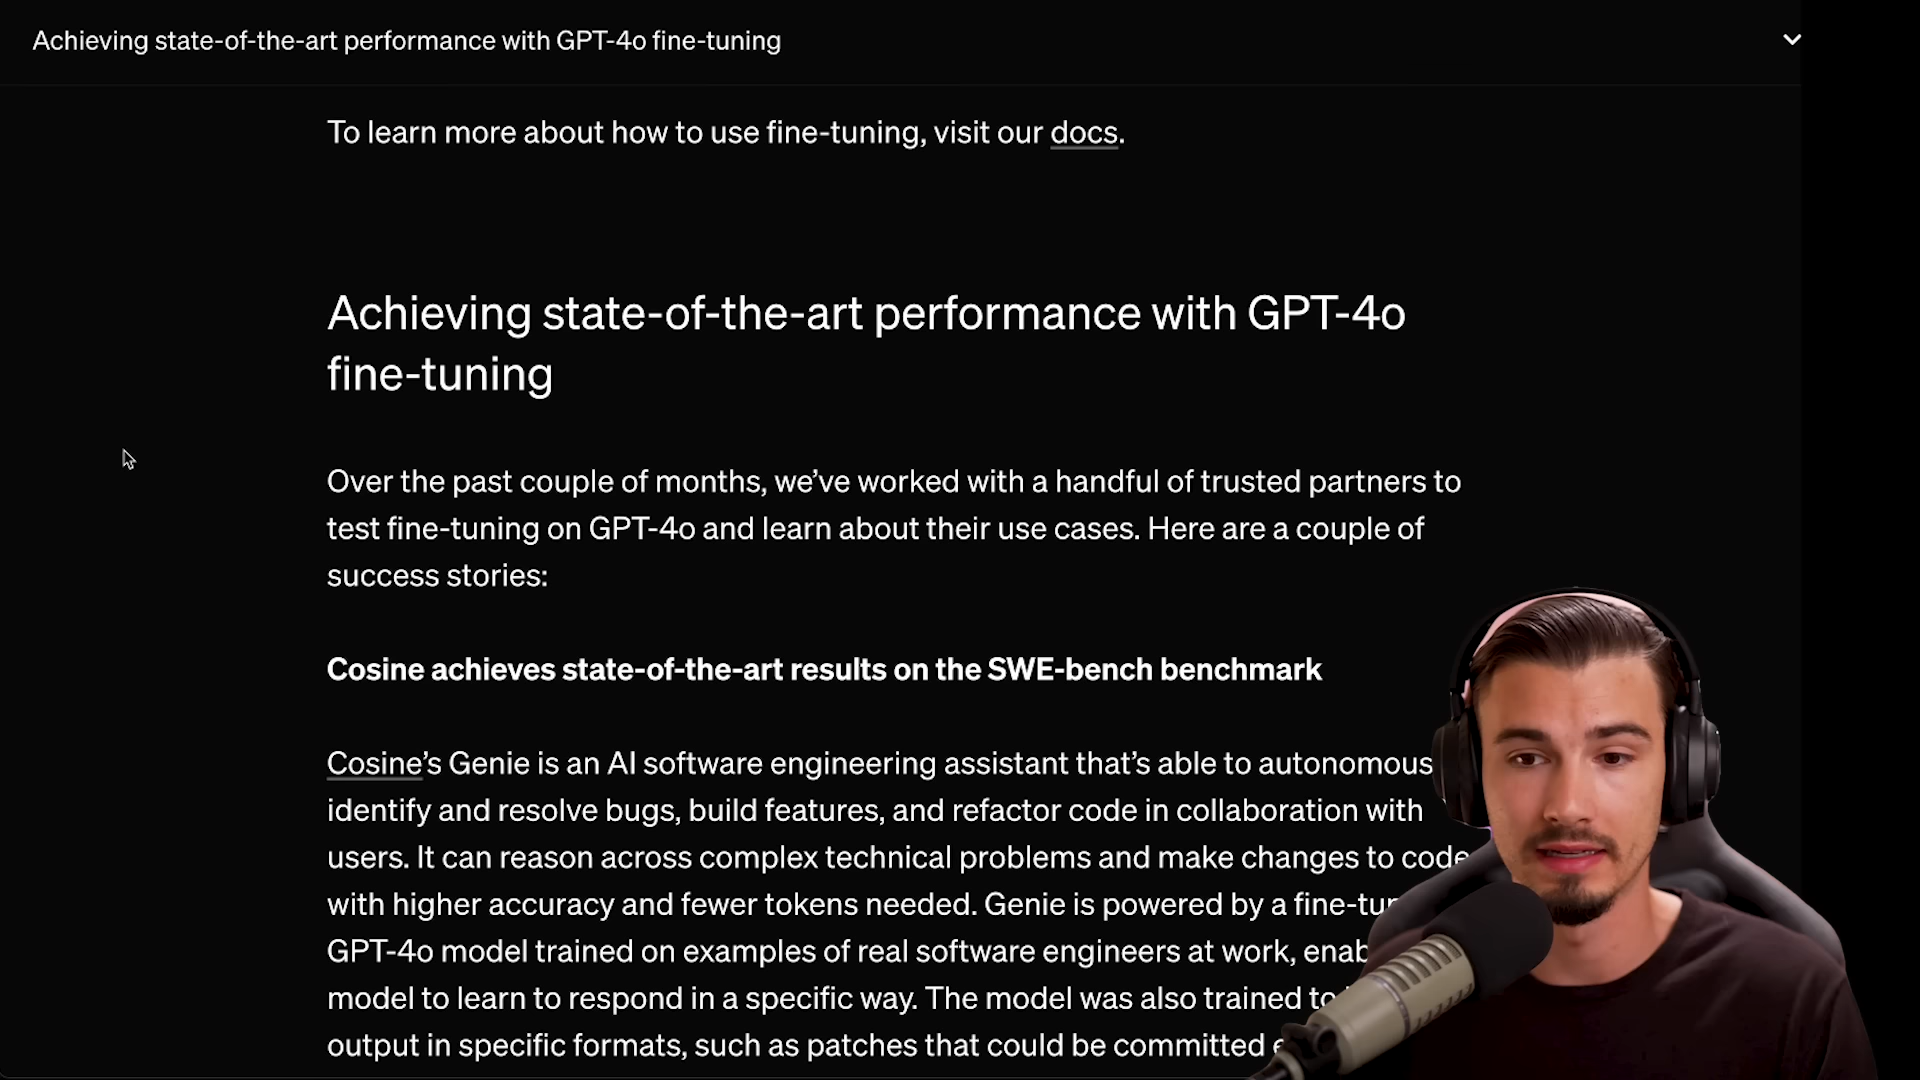 Achieving state-of-the-art performance with GPT-4o fine-tuning
To learn more about how to use fine-tuning, visit our docs.
Achieving state-of-the-art performance with GPT-4o
fine-tuning
Over the past couple of months, we’ve worked with a handful of trusted partners to
test fine-tuning on GPT-4o and learn about their use cases. Here are a couple of
success stories:
Cosine achieves state-of-the-art results on the SWE-bench benchmark
Cosine’s Genie is an AI software engineering assistant that’s able to
identify and resolve bugs, build features, and refactor code in collaboration with
users. It can reason across complex technical problems and make changes to code
with higher accuracy and fewer tokens needed. Genie is powered by a
GPT-4o model trained on examples of real software engineers at work,
model to learn to respond in a specific way. The model was also trained to
output in specific formats, such as patches that could be committed